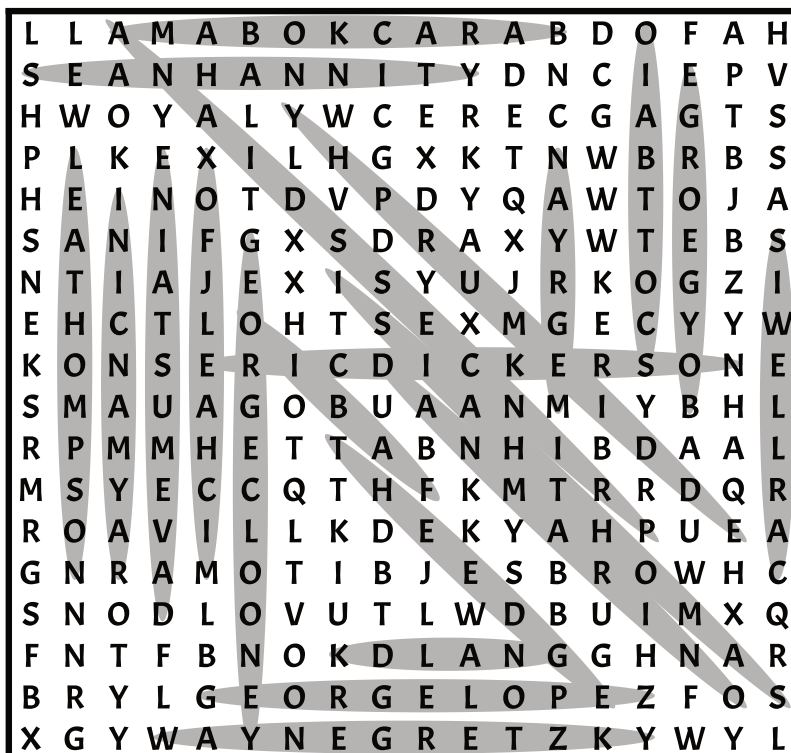 L L A M A B O K C A R A B D O F A H
S E A N H A N N I T Y D N C I E P V
H W O Y A L Y W C E R E C G A G T S
P L K E X I L H G X K T N W B R B S
H E I N O T D V P D Y Q A W T O J A
S A N I F G X S D R A X Y W T E B S
N T I A J E X I S Y U J R K O G Z I
E H C T L O H T S E X M G E C Y Y W
K O N S E R I C D I C K E R S O N E
S M A U A G O B U A A N M I Y B H L
R P M M H E T T A B N H I B D A A L
M S Y E C C Q T H F K M T R R D Q R
R O A V I L L K D E K Y A H P U E A
G N R A M O T I B J E S B R O W H C
S N O D L O V U T L W D B U I M X Q
F N T F B N O K D L A N G G H N A R
B R Y L G E O R G E L O P E Z F O S
X G Y W A Y N E G R E T Z K Y W Y L